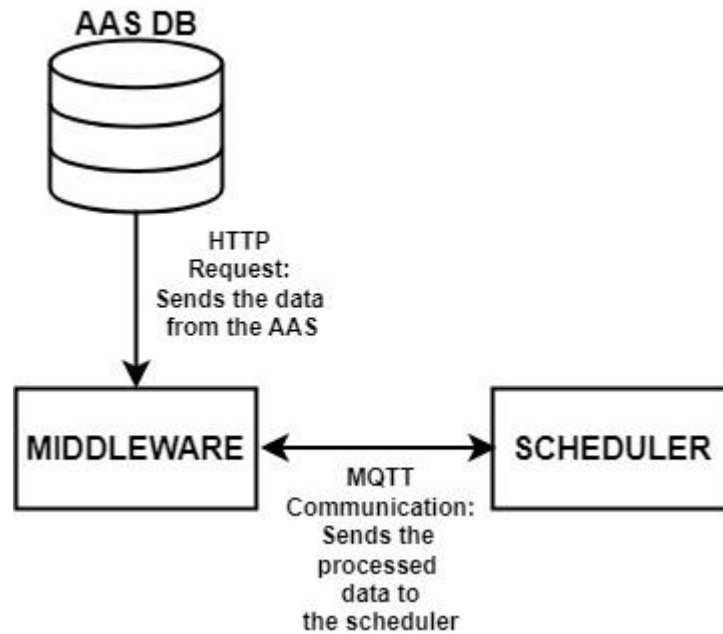 AAS DB
HTTP
Request:
Sends the data
from the AAS
MIDDLEWARE
SCHEDULER
MQTT
Communication:
Sends the
processed
data to
the scheduler